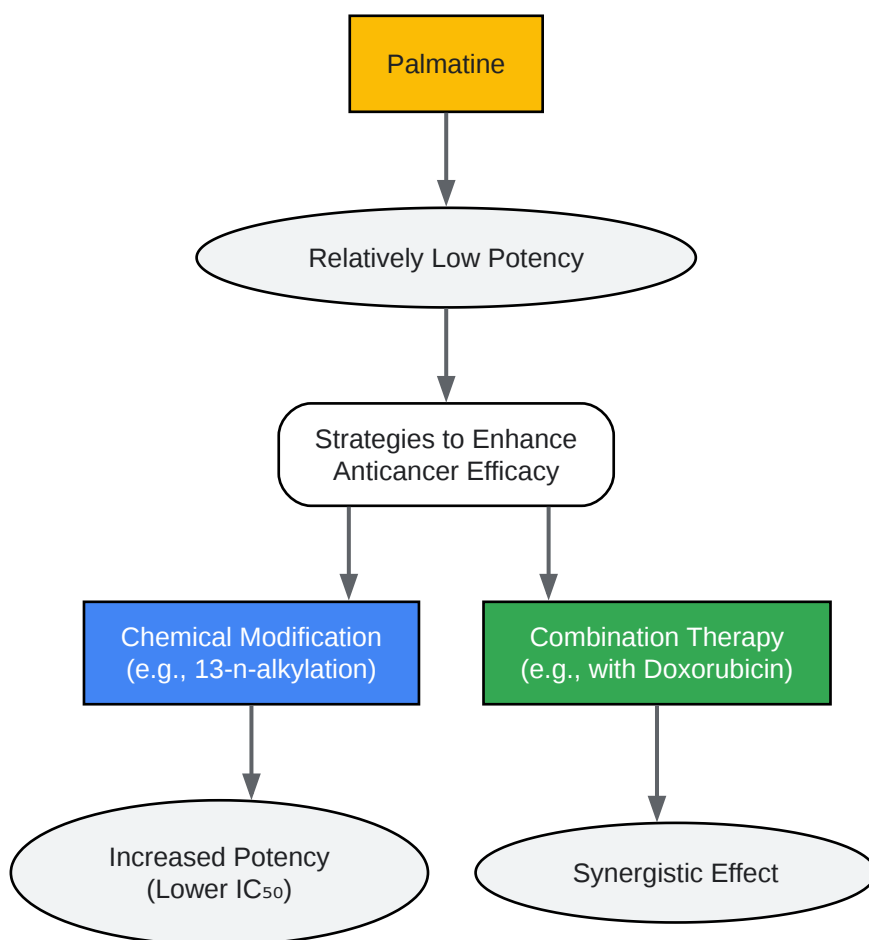 Palmatine
Relatively Low Potency
Strategies to Enhance
Anticancer Efficacy
Chemical Modification
(e.g., 13-n-alkylation)
Combination Therapy
(e.g., with Doxorubicin)
Increased Potency
(Lower IC₅₀)
Synergistic Effect